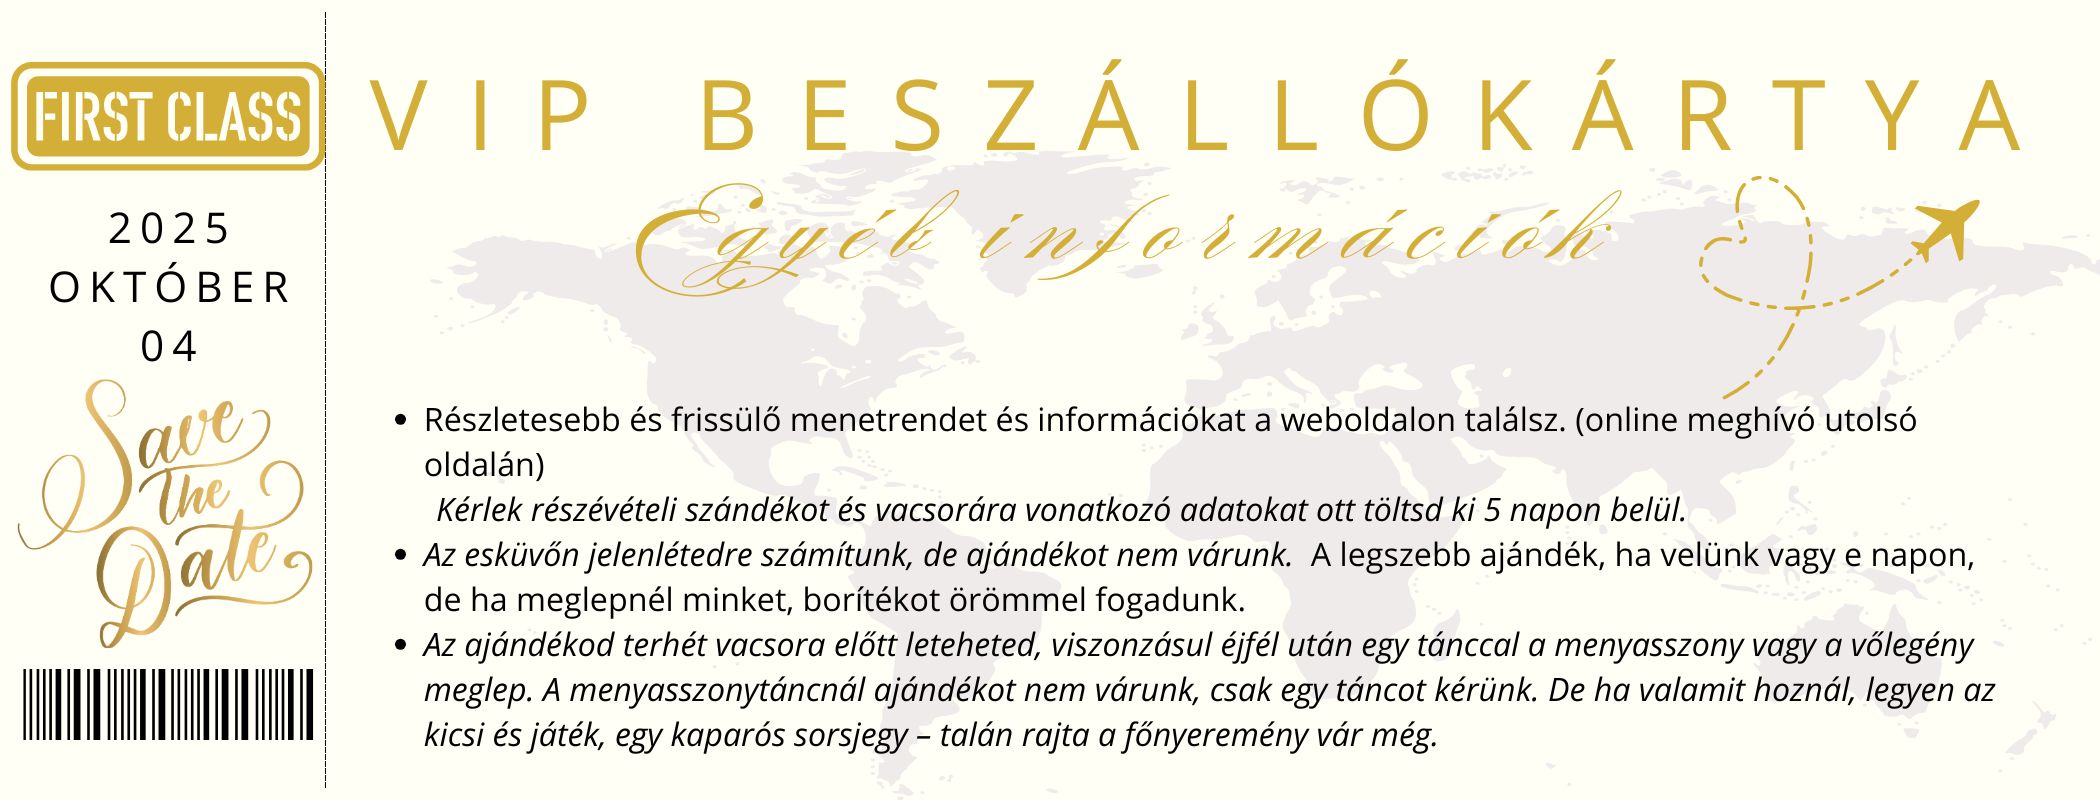 FIRST CLASS
2025
OKTÓBER
04
Save
the
Date
VIP BESZÁLLÓKÁRTYA
Egyéb információk
• Részletesebb és frissülő menetrendet és információkat a weboldalon találsz. (online meghívó utolsó
oldalán)
Kérlek részévételi szándékot és vacsorára vonatkozó adatokat ott töltsd ki 5 napon belül.
• Az esküvőn jelenlétedre számítunk, de ajándékot nem várunk. A legszebb ajándék, ha velünk vagy e napon,
de ha meglepnél minket, borítékot örömmel fogadunk.
• Az ajándékod terhét vacsora előtt leteheted, viszonzásul éjfél után egy tánccal a menyasszony vagy a vőlegény
meglep. A menyasszonytáncnál ajándékot nem várunk, csak egy táncot kérünk. De ha valamit hoznál, legyen az
kicsi és játék, egy kaparós sorsjegy – talán rajta a főnyeremény vár még.